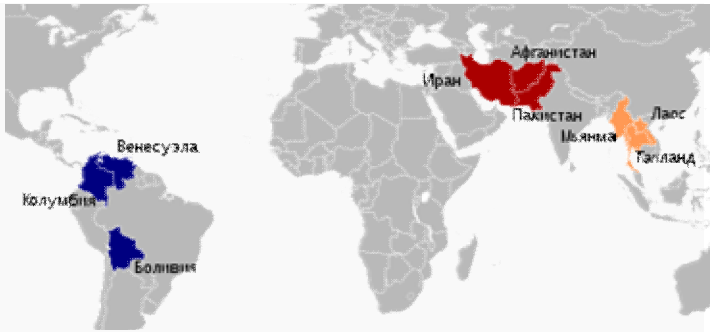 Афганистан
Иран
Пакистан
Лаос
Мьянма
Таиланд
Венесуэла
Колумбия
Боливия